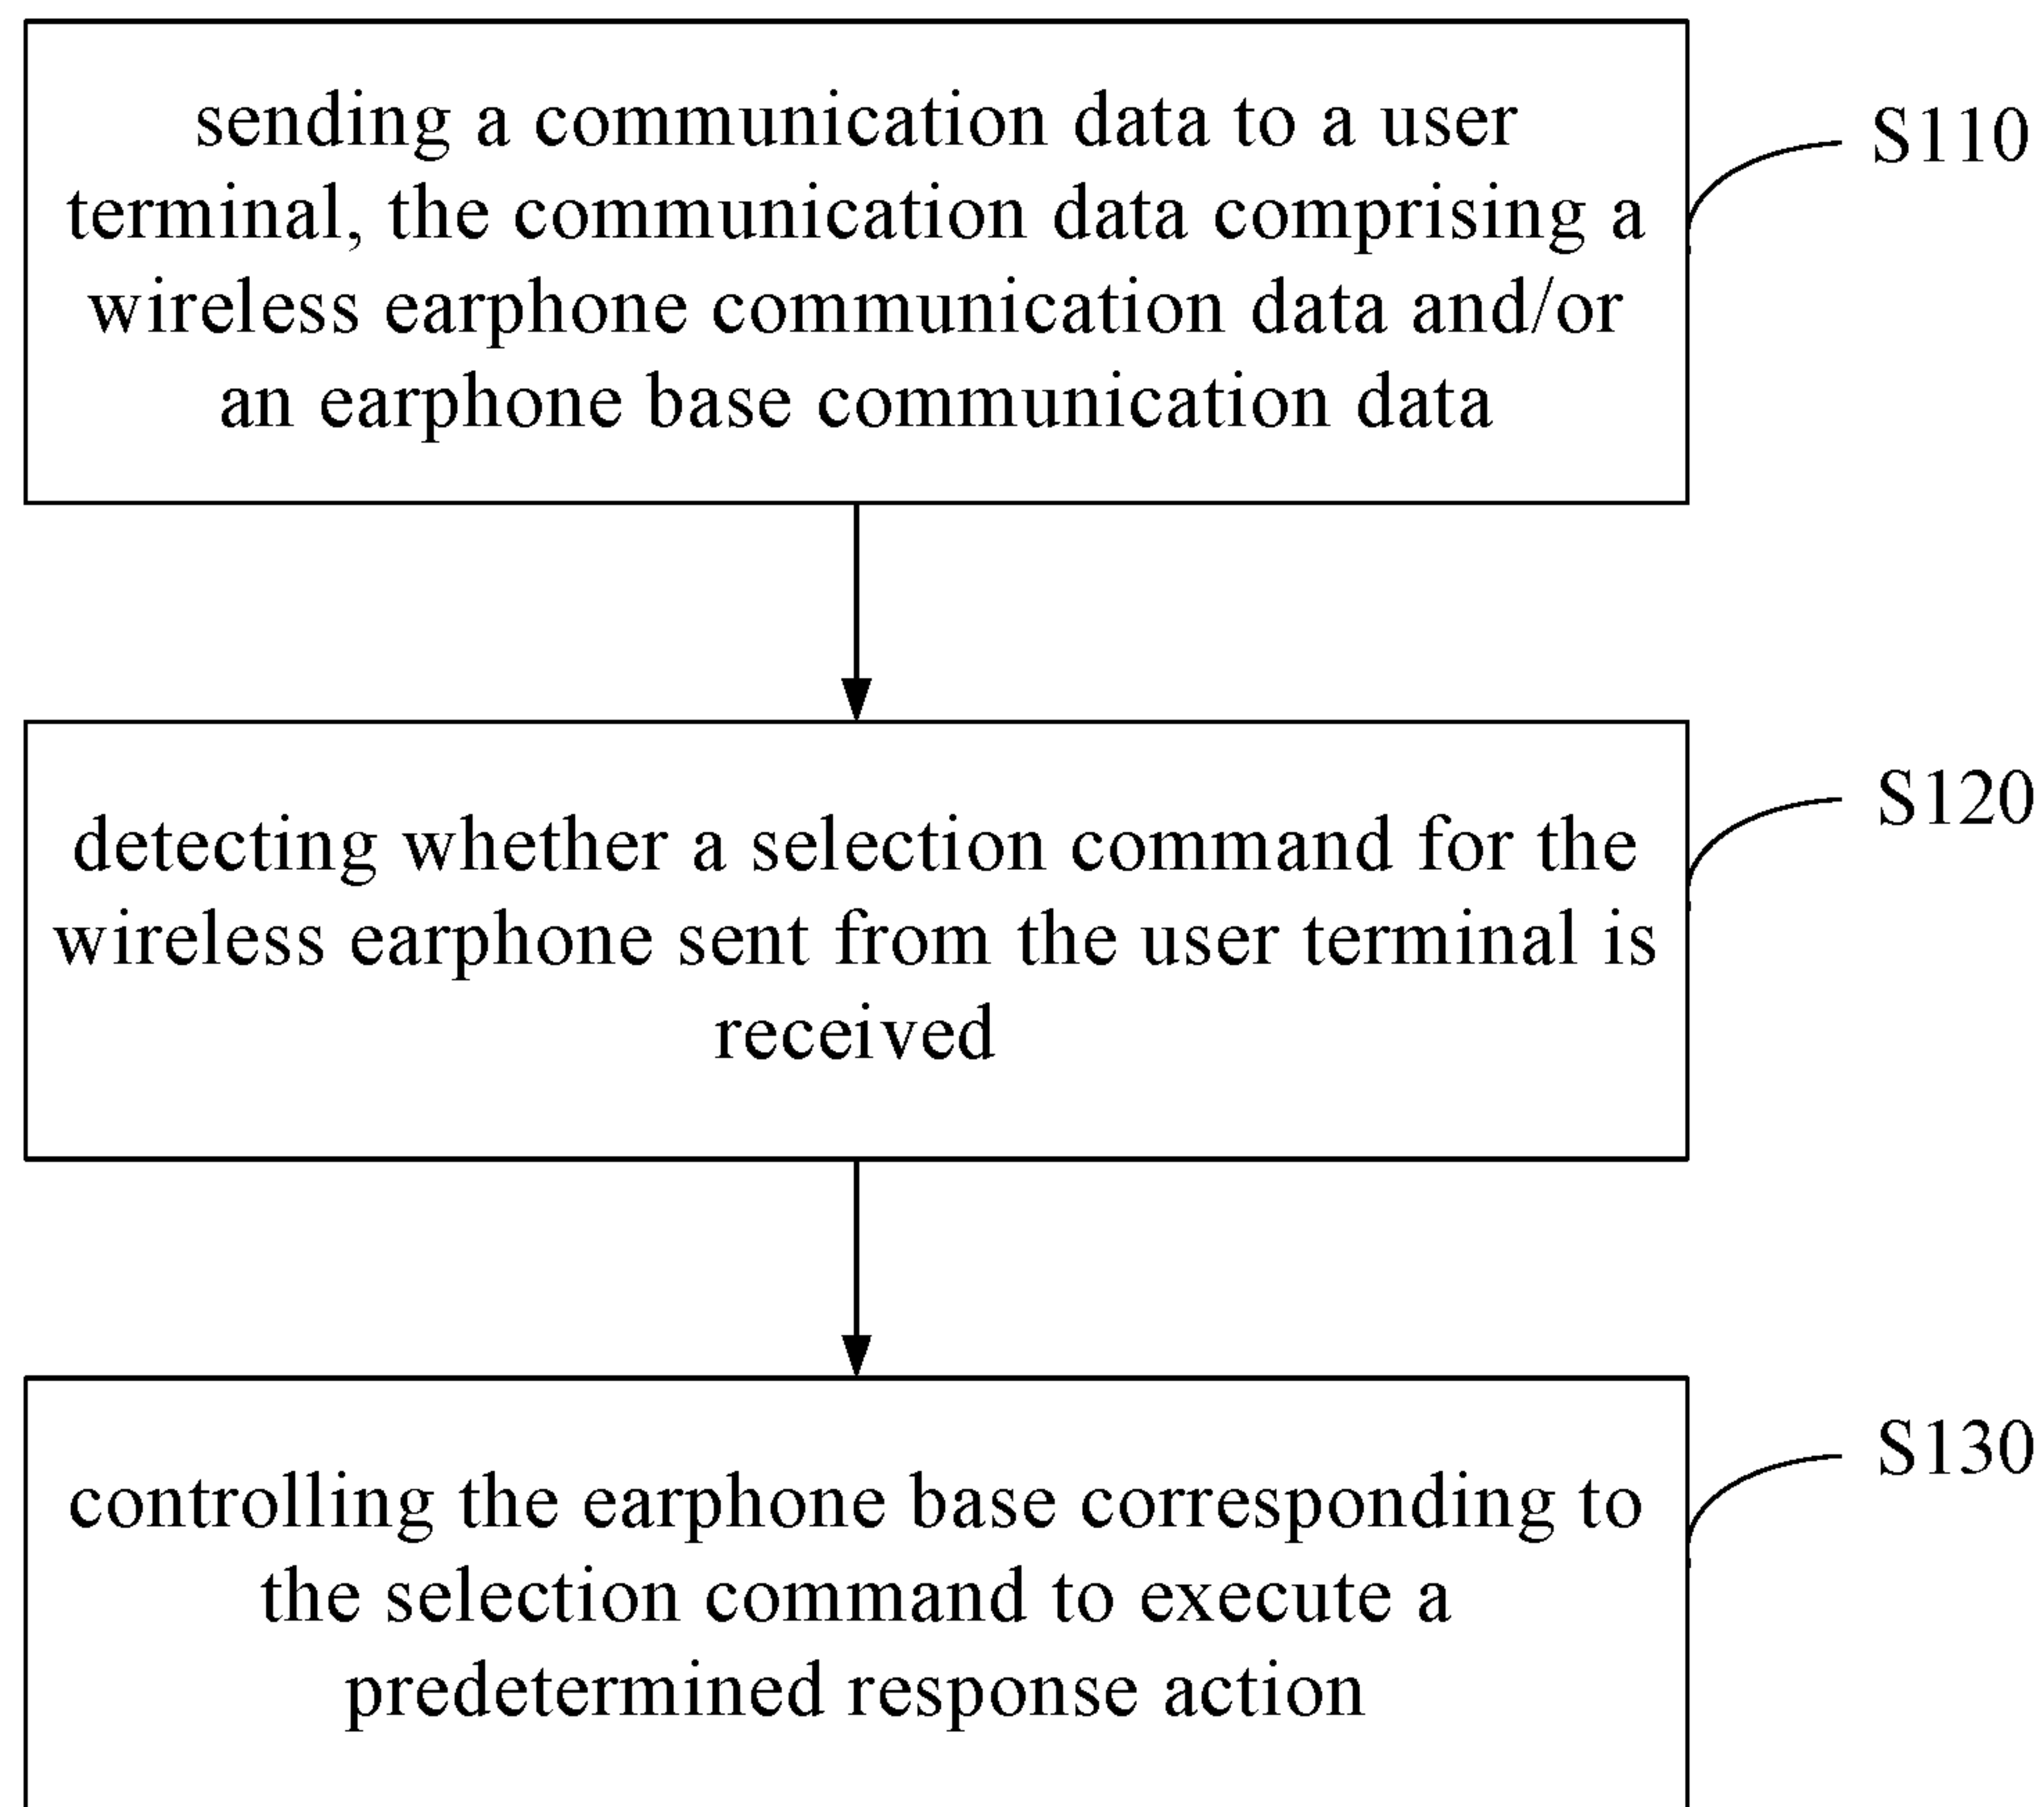 sending a communication data to a user
terminal, the communication data comprising a
wireless earphone communication data and/or
an earphone base communication data
S110
detecting whether a selection command for the
wireless earphone sent from the user terminal is
received
S120
controlling the earphone base corresponding to
the selection command to execute a
predetermined response action
S130